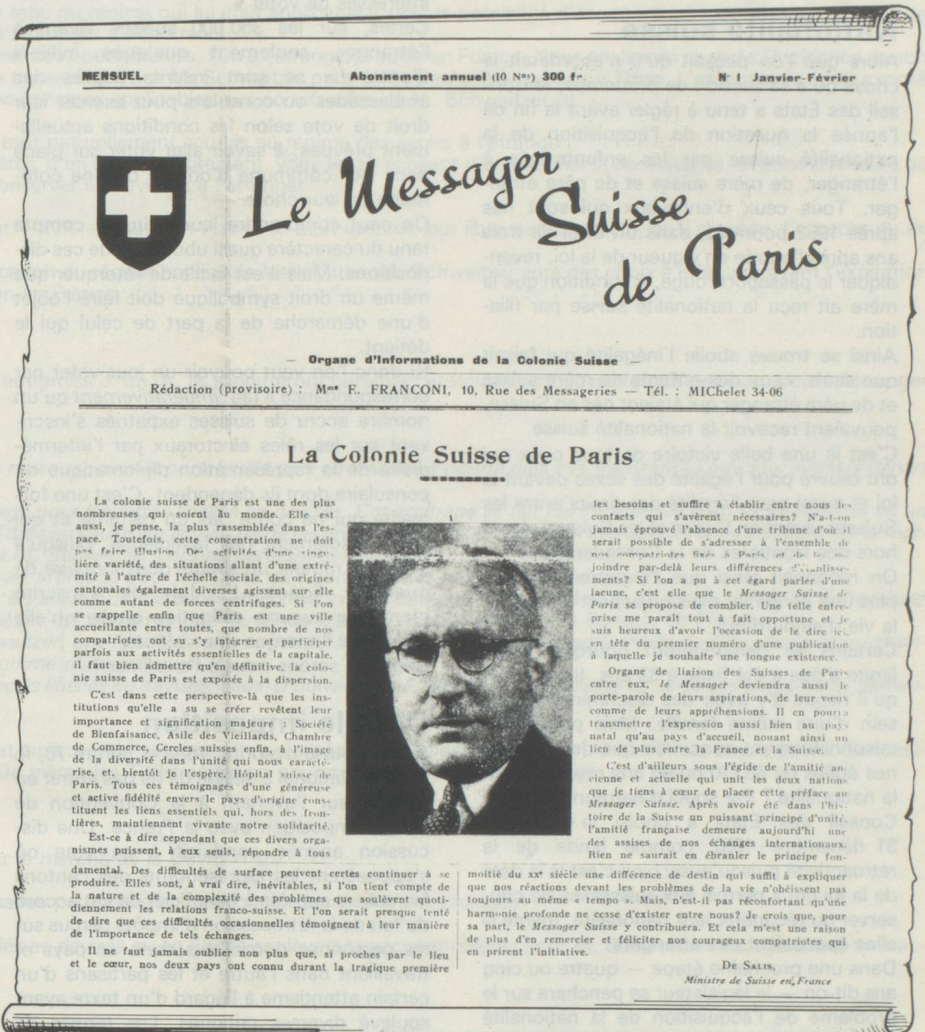 MENSUEL
Abonnement annuel (10 Nos) 300 fr.
N° 1 Janvier-Février
Le Messager
Suisse
de Paris
— Organe d'Informations de la Colonie Suisse —
Rédaction (provisoire) : Mme E. FRANCONI, 10, Rue des Messageries — Tél. : MIChelet 34-06
La Colonie Suisse de Paris
La colonie suisse de Paris est une des plus
nombreuses qui soient au monde. Elle est
aussi, je pense, la plus rassemblée dans l'es-
pace. Toutefois, cette concentration ne doit
pas faire illusion. Des activités d'une singu-
lière variété, des situations allant d'une extré-
mité à l'autre de l'échelle sociale, des origines
cantonales également diverses agissent sur elle
comme autant de forces centrifuges. Si l'on
se rappelle enfin que Paris est une ville
accueillante entre toutes, que nombre de nos
compatriotes ont su s'y intégrer et participer
parfois aux activités essentielles de la capitale,
il faut bien admettre qu'en définitive, la colo-
nie suisse de Paris est exposée à la dispersion.
C'est dans cette perspective-là que les ins-
titutions qu'elle a su se créer revêtent leur
importance et signification majeure : Société
de Bienfaisance, Asile des Vieillards, Chambre
de Commerce, Cercles suisses enfin, à l'image
de la diversité dans l'unité qui nous caracté-
rise, et, bientôt je l'espère, Hôpital suisse de
Paris. Tous ces témoignages d'une généreuse
et active fidélité envers le pays d'origine cons-
tituent les liens essentiels qui, hors des fron-
tières, maintiennent vivante notre solidarité.
Est-ce à dire cependant que ces divers orga-
nismes puissent, à eux seuls, répondre à tous
les besoins et suffire à établir entre nous les
contacts qui s'avèrent nécessaires? N'a-t-on
jamais éprouvé l'absence d'une tribune d'où il
serait possible de s'adresser à l'ensemble de
nos compatriotes fixés à Paris et de les
joindre par-delà leurs différences
ments? Si l'on a pu à cet égard parler d'une
lacune, c'est elle que le Messager Suisse de
Paris se propose de combler. Une telle entre-
prise me paraît tout à fait opportune et je
suis heureux d'avoir l'occasion de le dire ici,
en tête du premier numéro d'une publication
à laquelle je souhaite une longue existence.
Organe de liaison des Suisses de Paris
entre eux, le Messager deviendra aussi le
porte-parole de leurs aspirations, de leur vœux
comme de leurs appréhensions. Il en pourra
transmettre l'expression aussi bien au pays
natal qu'au pays d'accueil, nouant ainsi un
lien de plus entre la France et la Suisse.
C'est d'ailleurs sous l'égide de l'amitié an-
cienne et actuelle qui unit les deux nations
que je tiens à cœur de placer cette préface au
Messager Suisse. Après avoir été dans l'his-
toire de la Suisse un puissant principe d'unité,
l'amitié française demeure aujourd'hui une
des assises de nos échanges internationaux.
Rien ne saurait en ébranler le principe fon-
damental. Des difficultés de surface peuvent certes continuer à se
produire. Elles sont, à vrai dire, inévitables, si l'on tient compte de
la nature et de la complexité des problèmes que soulèvent quoti-
diennement les relations franco-suisse. Et l'on serait presque tenté
de dire que ces difficultés occasionnelles témoignent à leur manière
de l'importance de tels échanges.
Il ne faut jamais oublier non plus que, si proches par le lieu
et le cœur, nos deux pays ont connu durant la tragique première
moitié du xxe siècle une différence de destin qui suffit à expliquer
que nos réactions devant les problèmes de la vie n'obéissent pas
toujours au même « tempo ». Mais, n'est-il pas réconfortant qu'une
harmonie profonde ne cesse d'exister entre nous? Je crois que, pour
sa part, le Messager Suisse y contribuera. Et cela m'est une raison
de plus d'en remercier et féliciter nos courageux compatriotes qui
en prirent l'initiative.
DE SALIS,
Ministre de Suisse en France